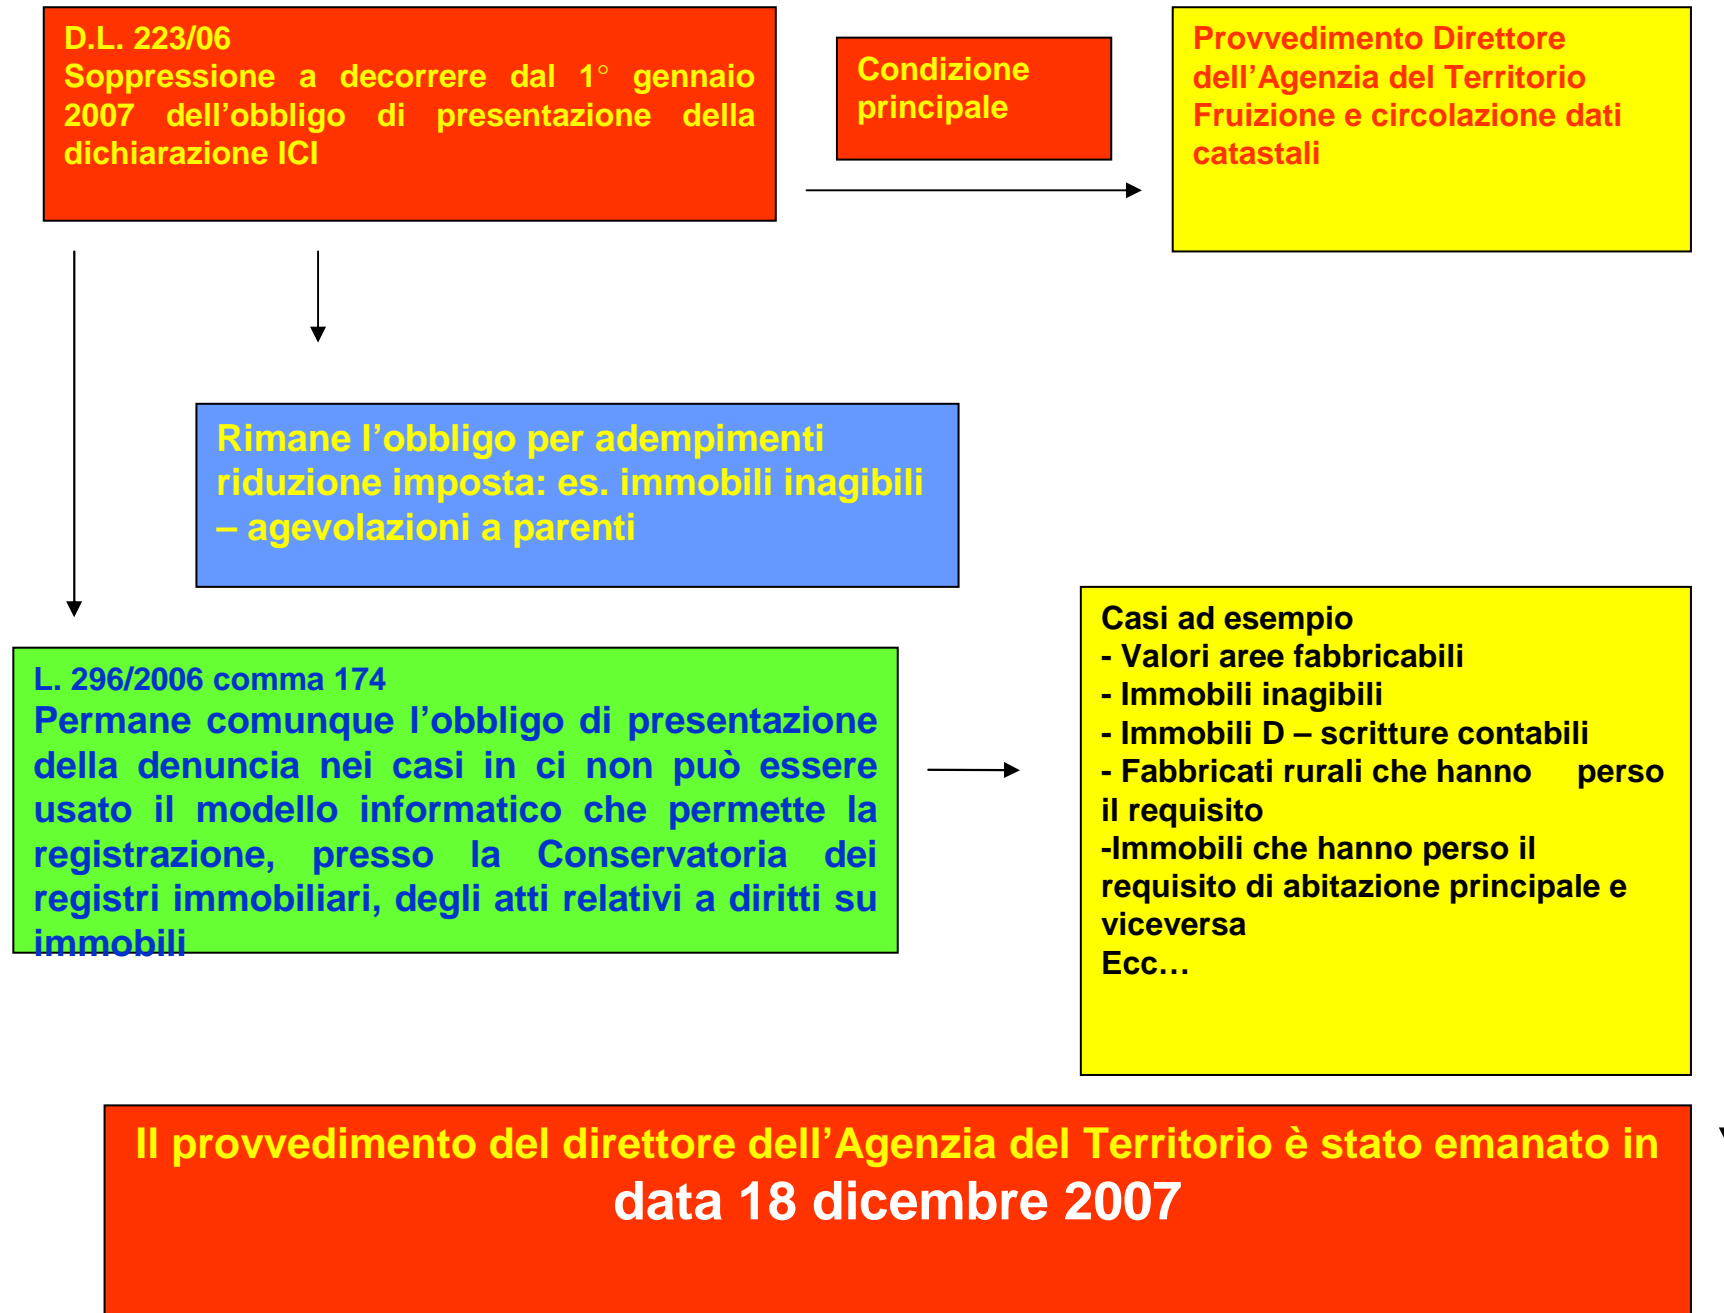 D.L. 223/06
Soppressione a decorrere dal 1° gennaio
2007 dell’obbligo di presentazione della
dichiarazione ICI
Condizione
principale
Provvedimento Direttore
dell’Agenzia del Territorio
Fruizione e circolazione dati
catastali
Rimane l’obbligo per adempimenti
riduzione imposta: es. immobili inagibili
– agevolazioni a parenti
L. 296/2006 comma 174
Permane comunque l’obbligo di presentazione
della denuncia nei casi in ci non può essere
usato il modello informatico che permette la
registrazione, presso la Conservatoria dei
registri immobiliari, degli atti relativi a diritti su
immobili
Casi ad esempio
- Valori aree fabbricabili
- Immobili inagibili
- Immobili D – scritture contabili
- Fabbricati rurali che hanno perso
il requisito
-Immobili che hanno perso il
requisito di abitazione principale e
viceversa
Ecc…
Il provvedimento del direttore dell’Agenzia del Territorio è stato emanato in
data 18 dicembre 2007